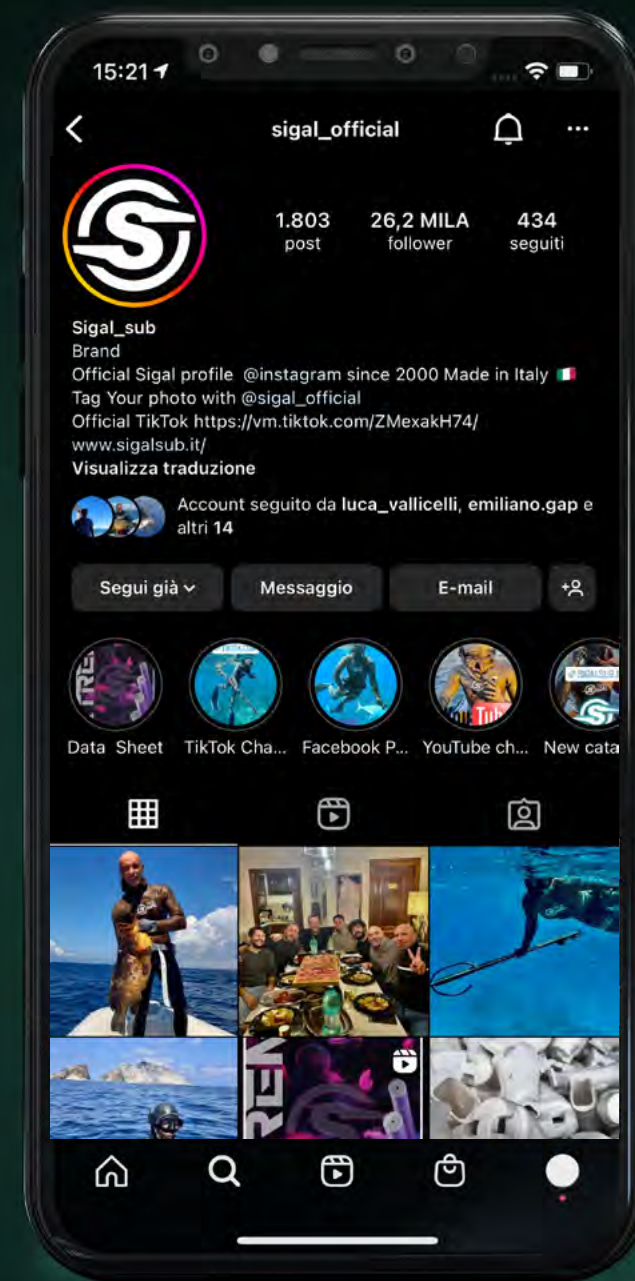 15:21
sigal_official
1.803 26,2 MILA 434
post follower seguiti
Sigal_sub
Brand
Official Sigal profile @instagram since 2000 Made in Italy 🇮🇹
Tag Your photo with @sigal_official
Official TikTok https://vm.tiktok.com/ZMexakH74/
www.sigalsub.it/
Visualizza traduzione
Account seguito da luca_vallicelli, emiliano.gap e
altri 14
Segui già Messaggio E-mail
Data Sheet TikTok Cha... Facebook P... YouTube ch... New cata